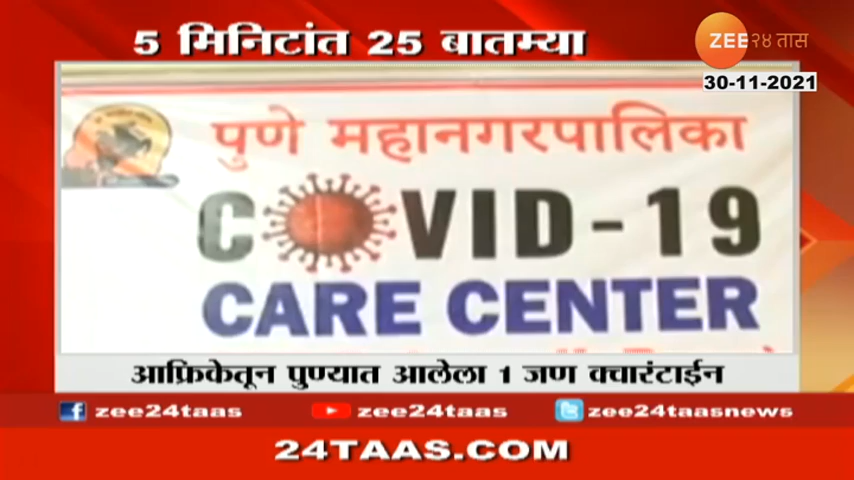 5 मिनिटांत 25 बातम्या
ZEE २४ तास
30-11-2021
पुणे महानगरपालिका
COVID-19
CARE CENTER
आफ्रिकेतून पुण्यात आलेला 1 जण क्वारंटाईन
zee24taas
zee24taas
zee24taasnews
24TAAS.COM